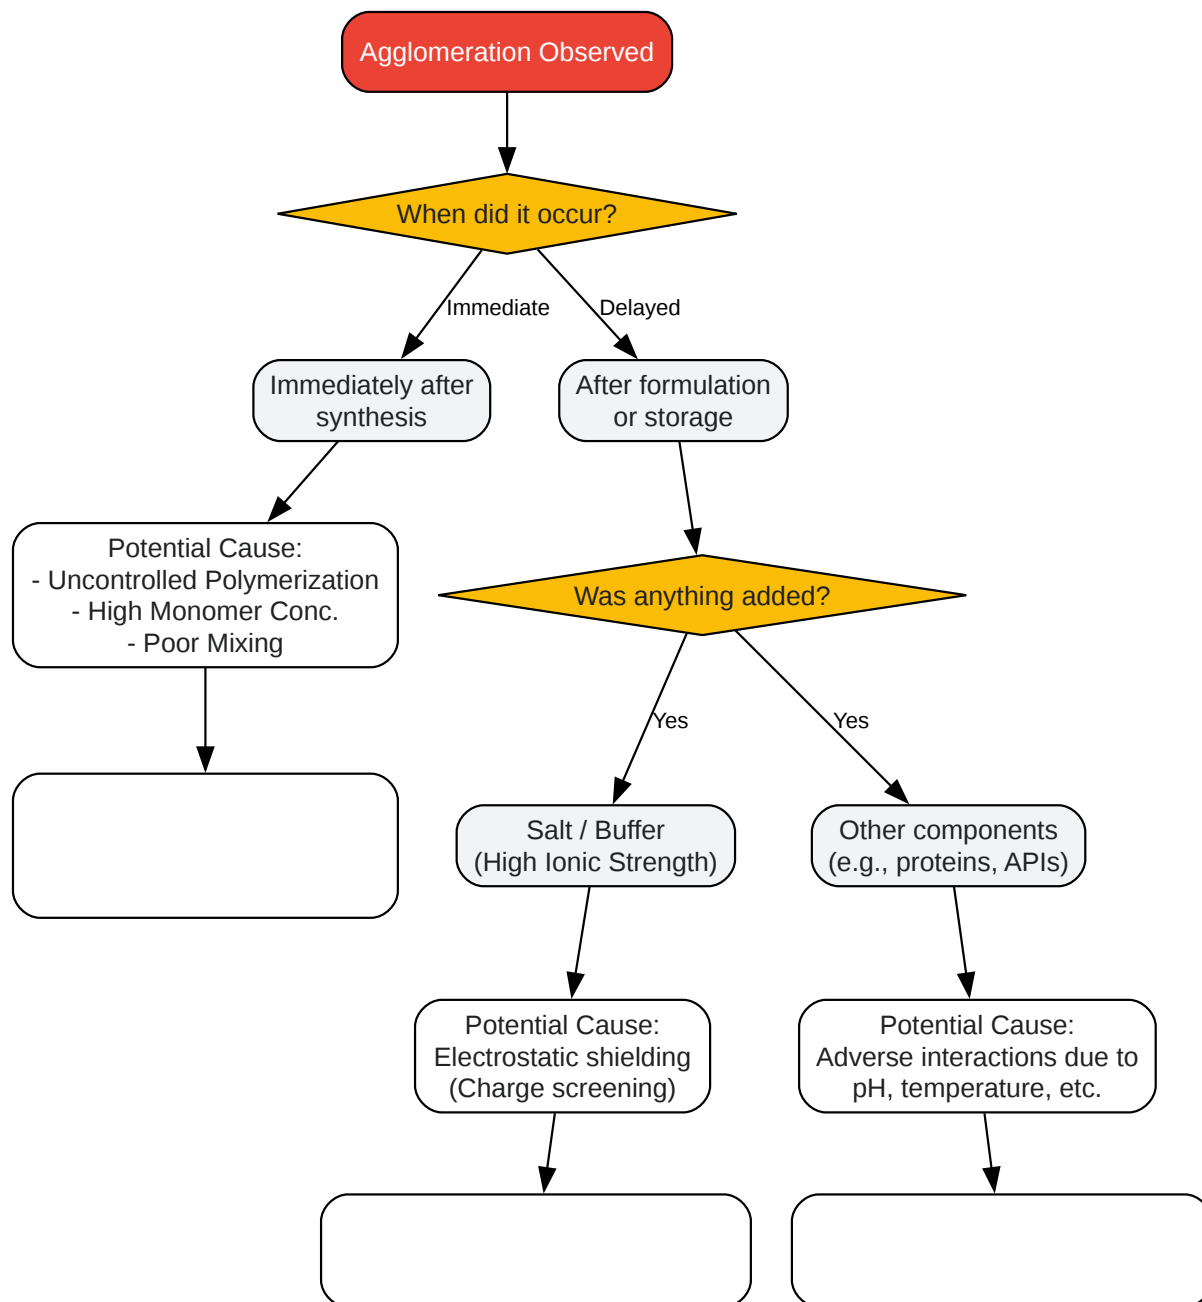 Agglomeration Observed
When did it occur?
Immediate
Delayed
Immediately after
synthesis
After formulation
or storage
Potential Cause:
- Uncontrolled Polymerization
- High Monomer Conc.
- Poor Mixing
Was anything added?
Yes
Yes
Salt / Buffer
(High Ionic Strength)
Other components
(e.g., proteins, APIs)
Potential Cause:
Electrostatic shielding
(Charge screening)
Potential Cause:
Adverse interactions due to
pH, temperature, etc.